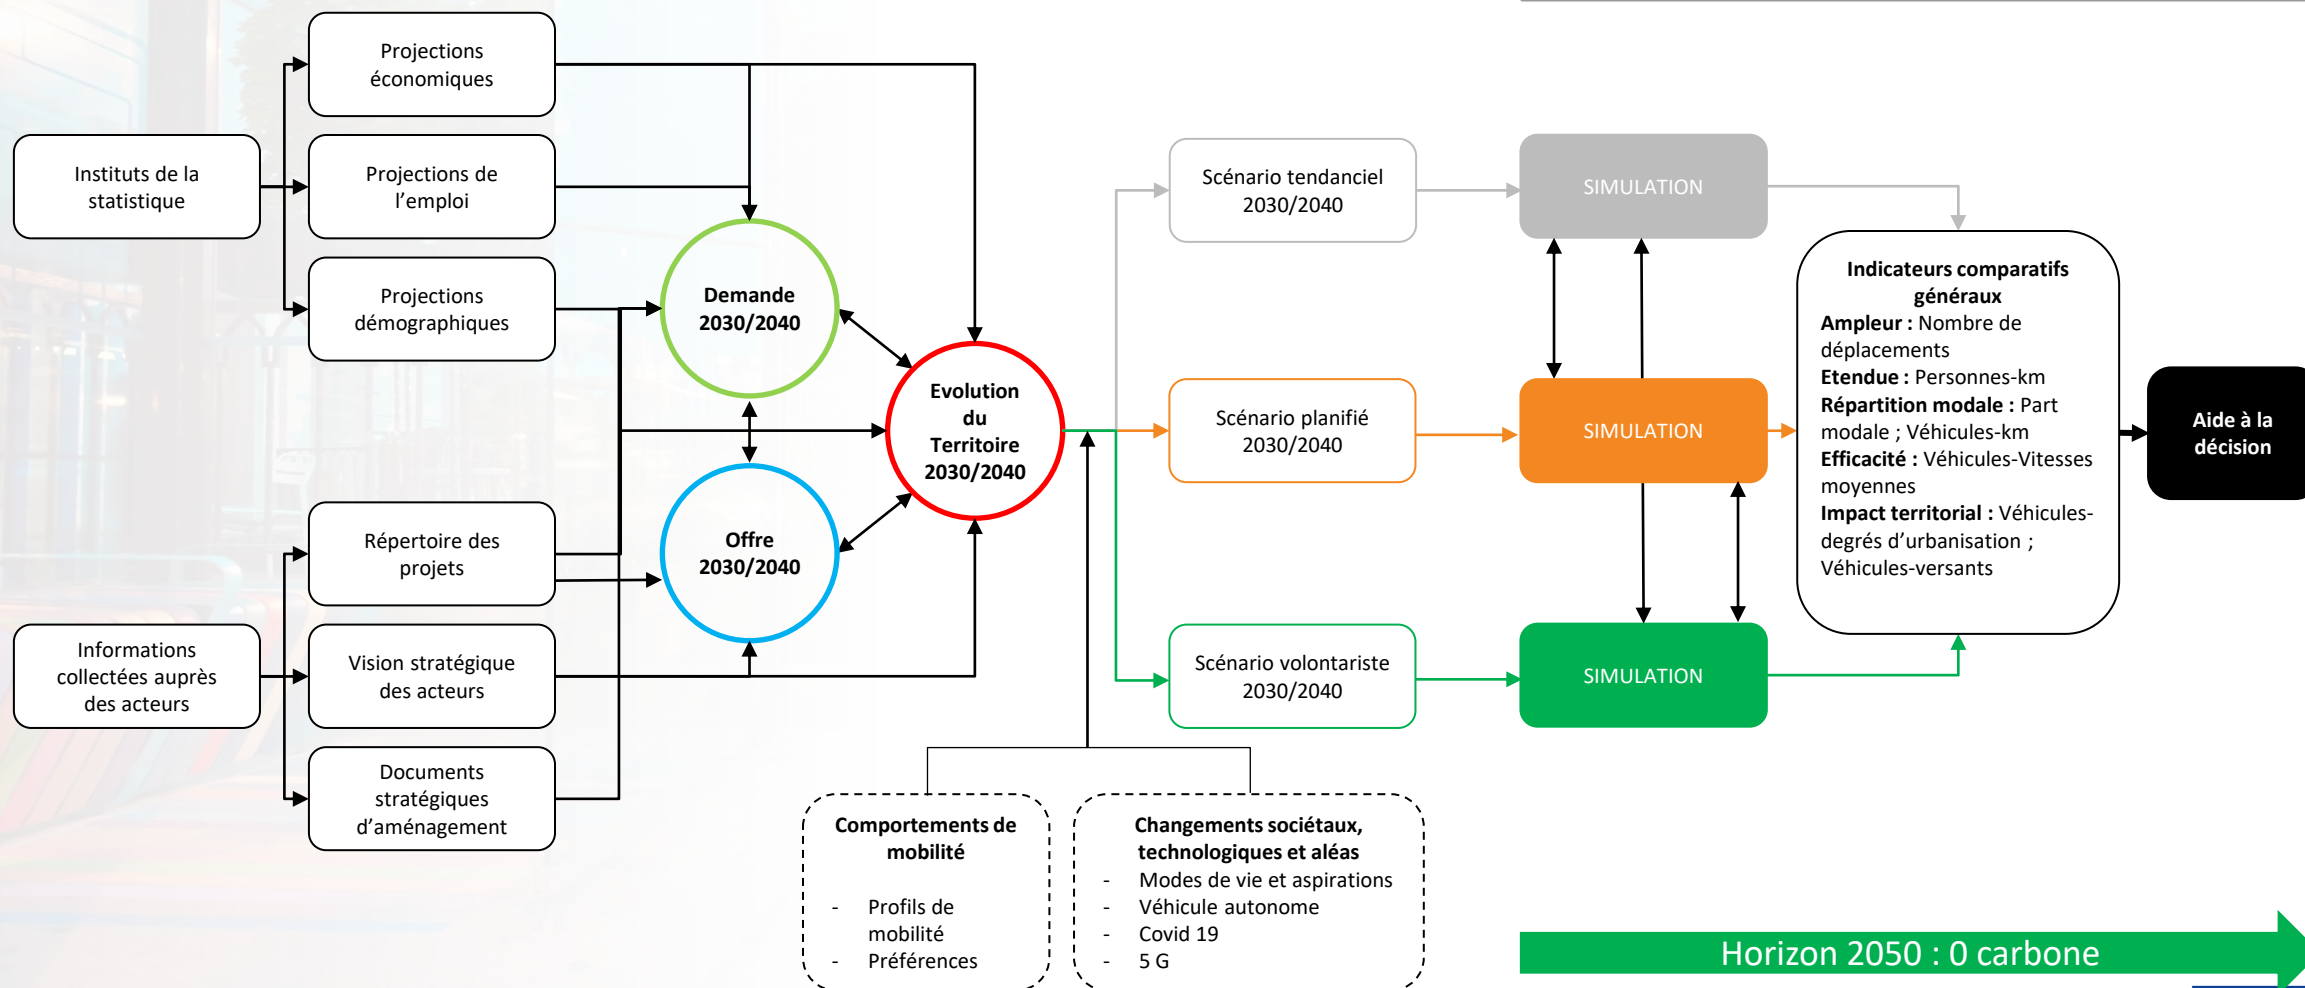 Projections
économiques
Instituts de la
statistique
Projections de
l'emploi
Projections
démographiques
Informations
collectées auprès
des acteurs
Répertoire des
projets
Vision stratégique
des acteurs
Documents
stratégiques
d'aménagement
Demande
2030/2040
Offre
2030/2040
Evolution
du
Territoire
2030/2040
Comportements de
mobilité
- Profils de
mobilité
- Préférences
Changements sociétaux,
technologiques et aléas
- Modes de vie et aspirations
- Véhicule autonome
- Covid 19
- 5 G
Scénario tendanciel
2030/2040
SIMULATION
Scénario planifié
2030/2040
SIMULATION
Scénario volontariste
2030/2040
SIMULATION
Indicateurs comparatifs
généraux
Ampleur : Nombre de
déplacements
Etendue : Personnes-km
Répartition modale : Part
modale ; Véhicules-km
Efficacité : Véhicules-Vitesses
moyennes
Impact territorial : Véhicules-
degrés d'urbanisation ;
Véhicules-versants
Aide à la
décision
Horizon 2050 : 0 carbone